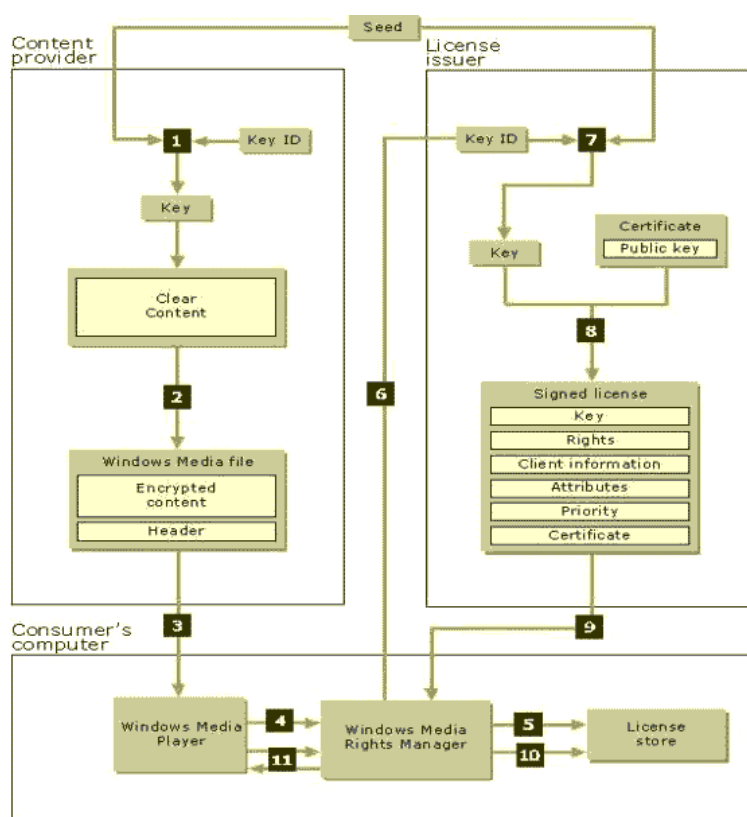 Seed
Content
provider
License
issuer
1
Key ID
Key ID
7
Key
Certificate
Public key
Key
Clear
Content
8
2
6
Signed license
Key
Rights
Client information
Attributes
Priority
Certificate
Windows Media file
Encrypted
content
Header
3
9
Consumer's
computer
Windows Media
Player
4
11
Windows Media
Rights Manager
5
10
License
store